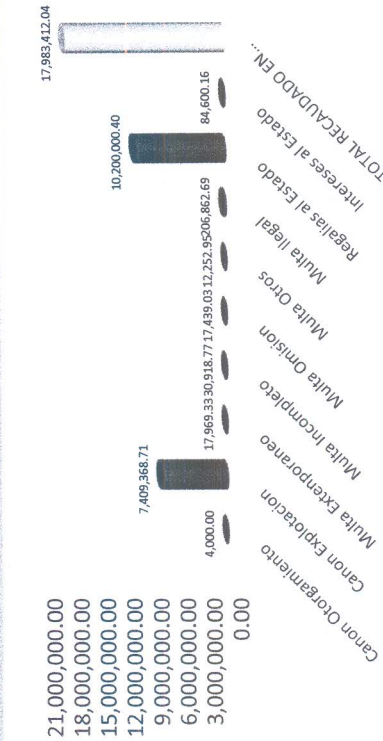 21,000,000.00
18,000,000.00
15,000,000.00
12,000,000.00
9,000,000.00
6,000,000.00
3,000,000.00
0.00
4,000.00
7,409,368.71
17,969.33
30,918.77
17,439.03
12,252.95
206,862.69
10,200,000.40
84,600.16
17,983,412.04
Canon Otorgamiento
Canon Explotacion
Multa Extenporaneo
Multa Incompleto
Multa Omision
Multa Otros
Multa Ilegal
Regalias al Estado
Intereses al Estado
TOTAL RECAUDADO EN...